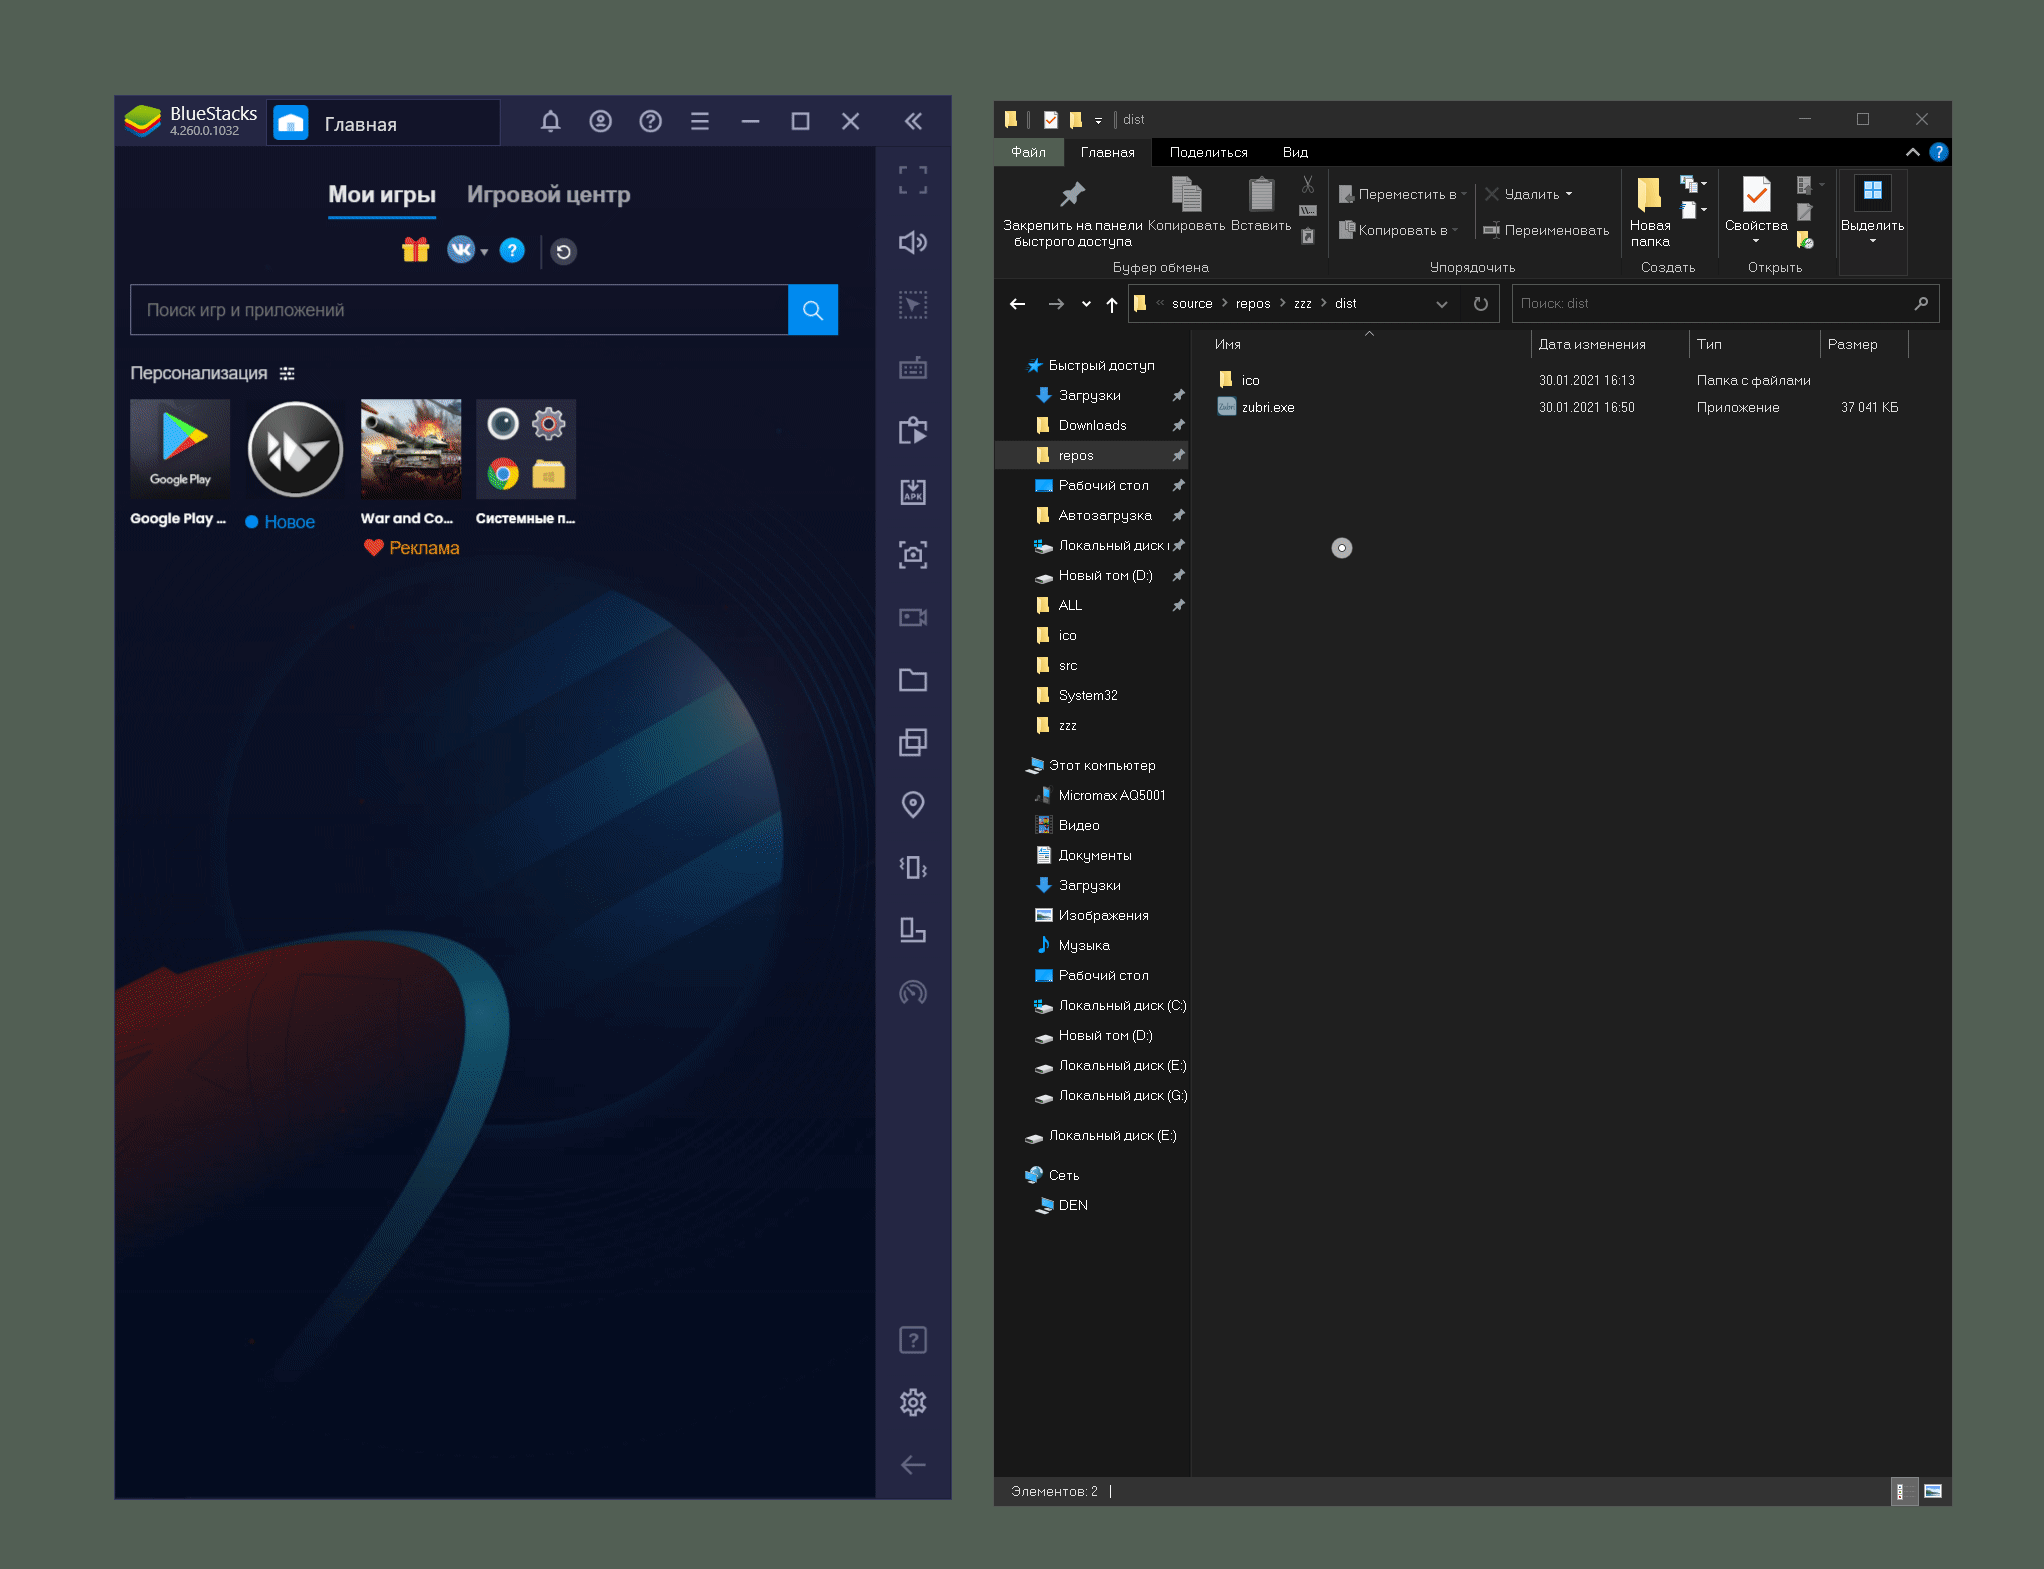 BlueStacks
4.260.0.1032
Главная
Мои игры
Игровой центр
Поиск игр и приложений
Персонализация
Google Play
Google Play ...
Новое
War and Co...
Реклама
Системные п...
dist
Файл
Главная
Поделиться
Вид
Закрепить на панели
быстрого доступа
Копировать
Вставить
Буфер обмена
Переместить в
Копировать в
Удалить
Переименовать
Упорядочить
Новая
папка
Создать
Свойства
Открыть
Выделить
source
repos
zzz
dist
Поиск: dist
Имя
Дата изменения
Тип
Размер
ico
30.01.2021 16:13
Папка с файлами
zubri.exe
30.01.2021 16:50
Приложение
37 041 КБ
Быстрый доступ
Загрузки
Downloads
repos
Рабочий стол
Автозагрузка
Локальный диск
Новый том (D:)
ALL
ico
src
System32
zzz
Этот компьютер
Micromax AQ5001
Видео
Документы
Загрузки
Изображения
Музыка
Рабочий стол
Локальный диск (C:)
Новый том (D:)
Локальный диск (E:)
Локальный диск (G:)
Локальный диск (E:)
Сеть
DEN
Элементов: 2